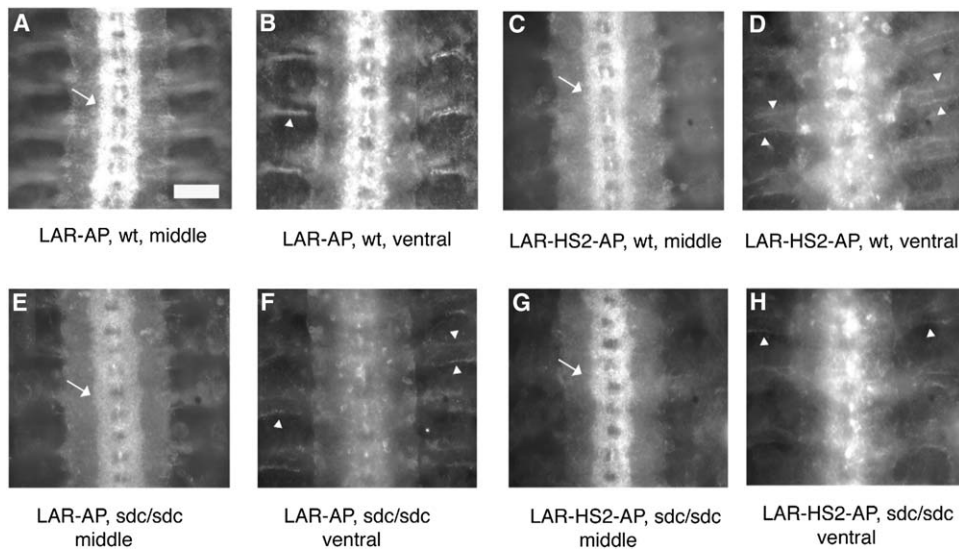 A
B
C
D
LAR-AP, wt, middle
LAR-AP, wt, ventral
LAR-HS2-AP, wt, middle
LAR-HS2-AP, wt, ventral
E
F
G
H
LAR-AP, sdc/sdc
middle
LAR-AP, sdc/sdc
ventral
LAR-HS2-AP, sdc/sdc
middle
LAR-HS2-AP, sdc/sdc
ventral